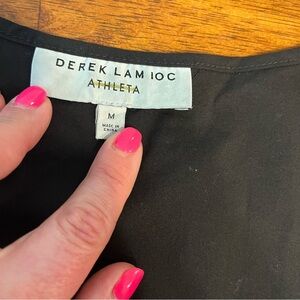 DEREK LAM 10C
ATHLETA
M
MADE IN
CHINA